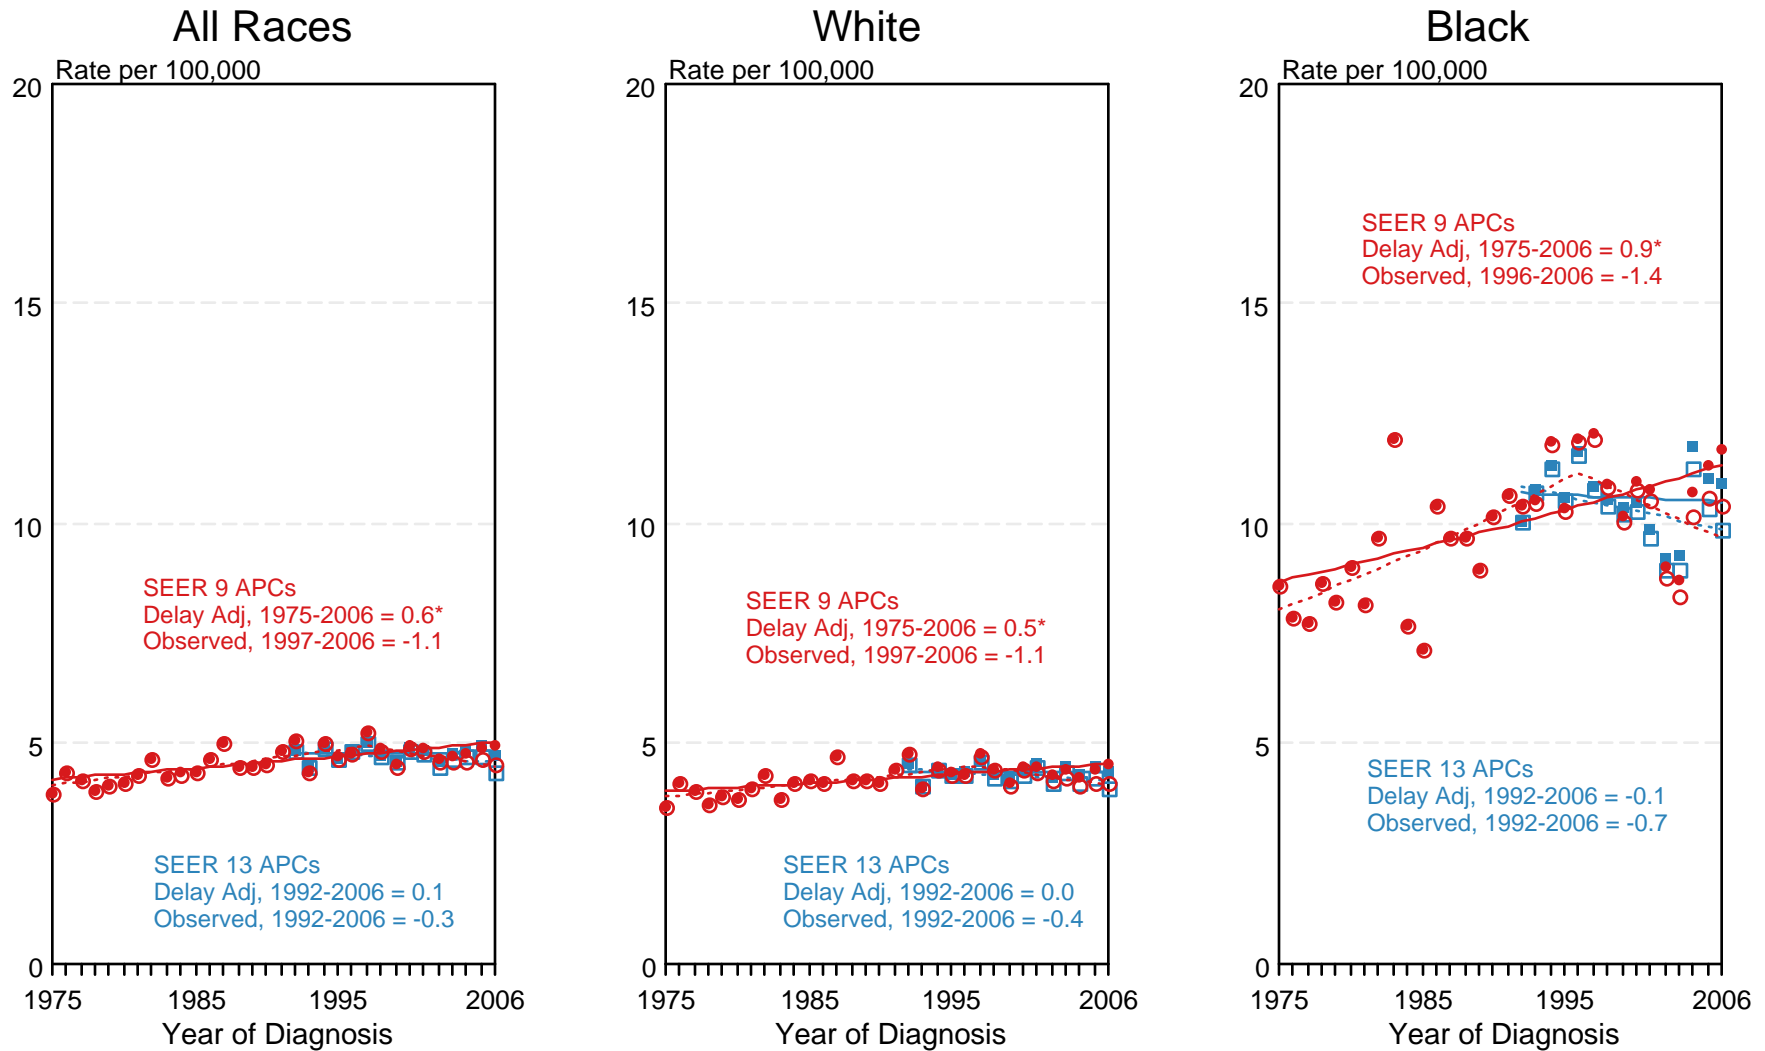 All Races
Rate per 100,000
20
15
10
5
0
SEER 9 APCs
Delay Adj, 1975-2006 = 0.6*
Observed, 1997-2006 = -1.1
SEER 13 APCs
Delay Adj, 1992-2006 = 0.1
Observed, 1992-2006 = -0.3
1975 1985 1995 2006
Year of Diagnosis
White
Rate per 100,000
20
15
10
5
0
SEER 9 APCs
Delay Adj, 1975-2006 = 0.5*
Observed, 1997-2006 = -1.1
SEER 13 APCs
Delay Adj, 1992-2006 = 0.0
Observed, 1992-2006 = -0.4
1975 1985 1995 2006
Year of Diagnosis
Black
Rate per 100,000
20
15
10
5
0
SEER 9 APCs
Delay Adj, 1975-2006 = 0.9*
Observed, 1996-2006 = -1.4
SEER 13 APCs
Delay Adj, 1992-2006 = -0.1
Observed, 1992-2006 = -0.7
1975 1985 1995 2006
Year of Diagnosis